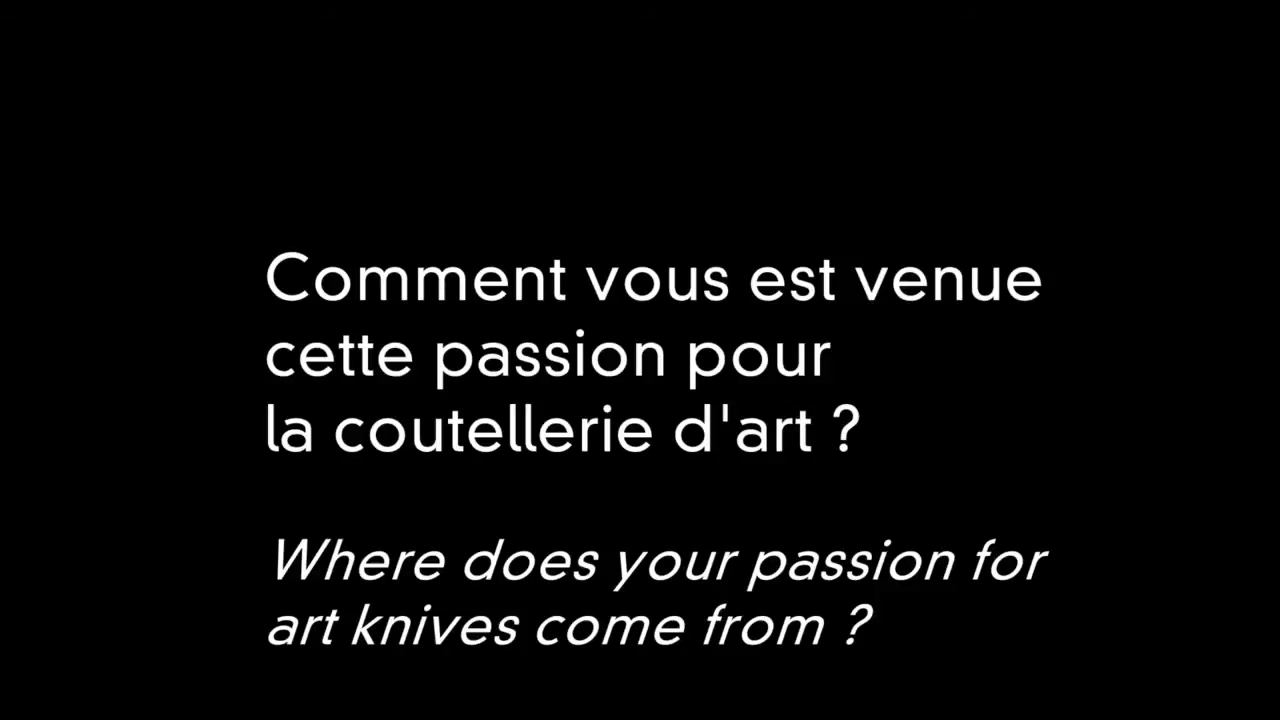 Comment vous est venue
cette passion pour
la coutellerie d'art ?
Where does your passion for
art knives come from ?